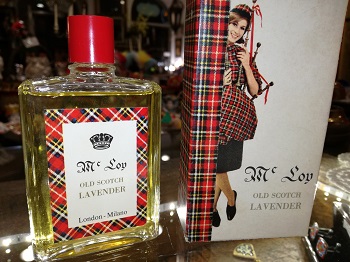 Mc Loy
OLD SCOTCH
LAVENDER
London - Milano
Mc Loy
OLD SCOTCH
LAVENDER